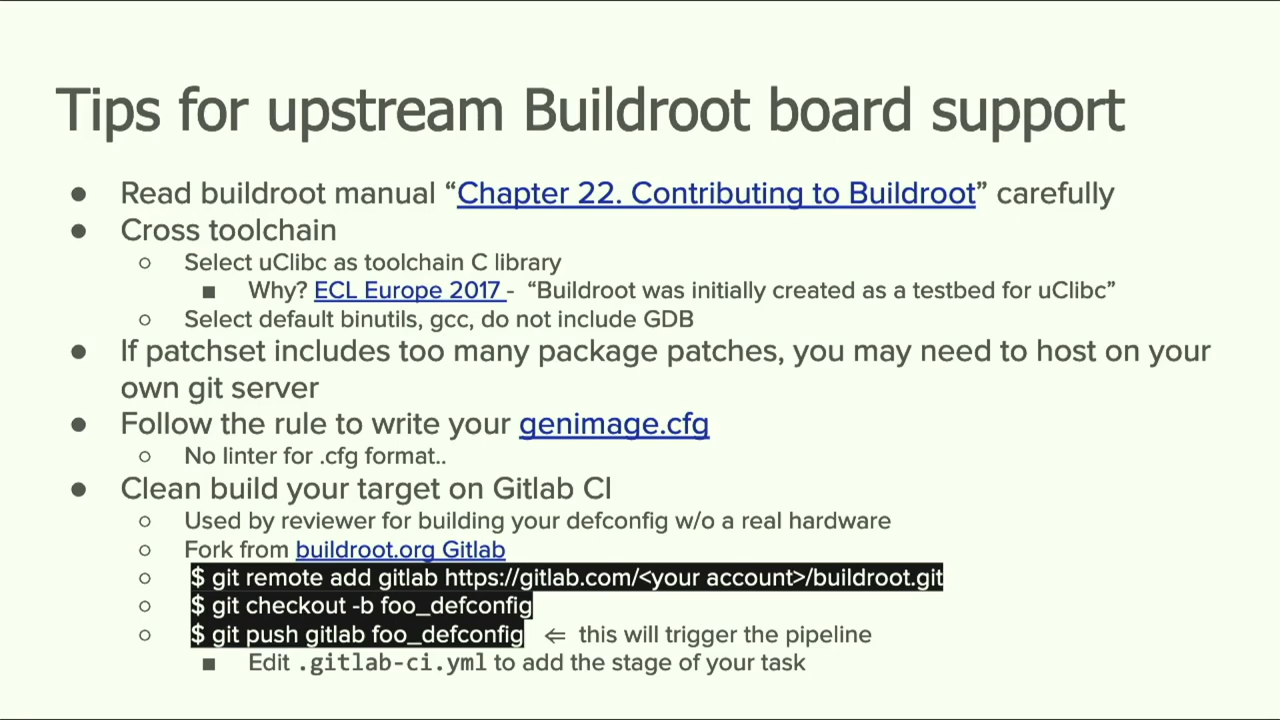 Tips for upstream Buildroot board support
● Read buildroot manual “Chapter 22. Contributing to Buildroot” carefully
● Cross toolchain
○ Select uClibc as toolchain C library
■ Why? ECL Europe 2017 - “Buildroot was initially created as a testbed for uClibc”
○ Select default binutils, gcc, do not include GDB
● If patchset includes too many package patches, you may need to host on your
own git server
● Follow the rule to write your genimage.cfg
○ No linter for .cfg format..
● Clean build your target on Gitlab CI
○ Used by reviewer for building your defconfig w/o a real hardware
○ Fork from buildroot.org Gitlab
○ $ git remote add gitlab https://gitlab.com/<your account>/buildroot.git
○ $ git checkout -b foo_defconfig
○ $ git push gitlab foo_defconfig ⇐ this will trigger the pipeline
■ Edit .gitlab-ci.yml to add the stage of your task